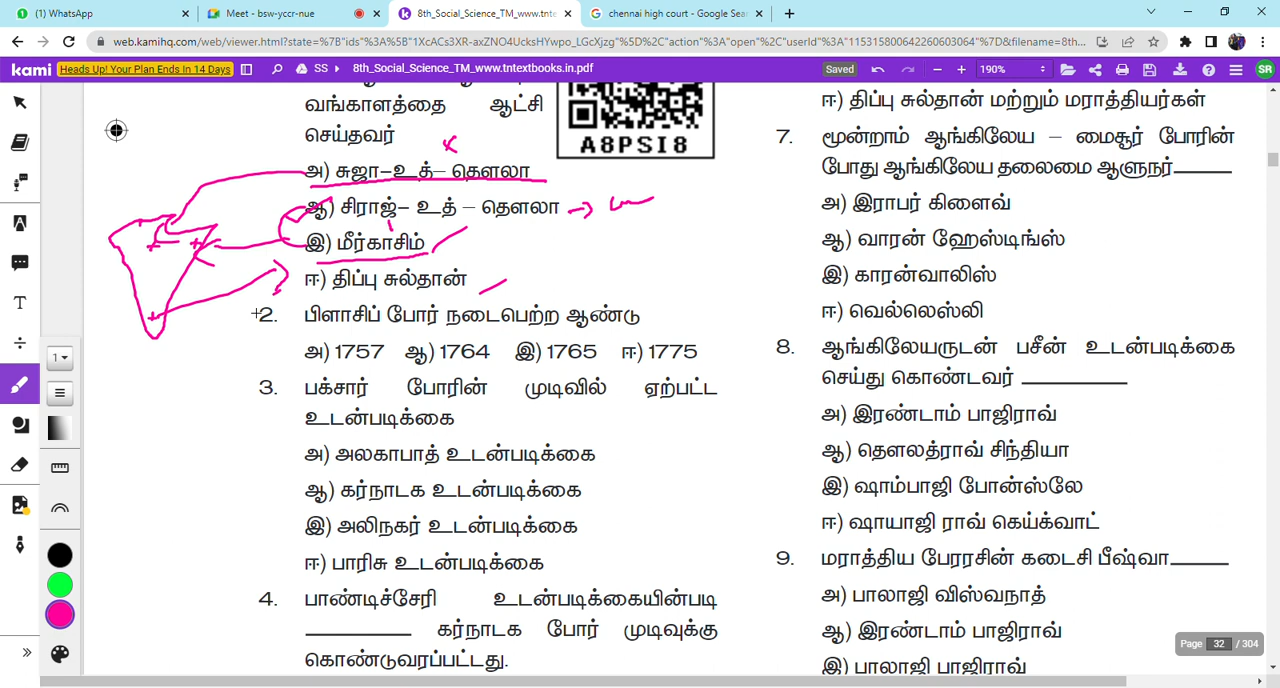 WhatsApp
Meet - bsw-yccr-nue
8th_Social_Science_TM_www.tnte
chennai high court - Google Sear
web.kamihq.com/web/viewer.html?state=%7B"ids"%3A%5B"1XcACs3XR-axZNO4UcksHYwpo_LGcXjzg"%5D%2C"action"%3A"open"%2C"userId"%3A"115315800642260603064"%7D&filename=8th...
kami
Heads Up! Your Plan Ends In 14 Days
SS
8th_Social_Science_TM_www.tntextbooks.in.pdf
Saved
190%
SR
வங்காளத்தை ஆட்சி
செய்தவர்
A8PSI8
அ) சுஜா-உத்- தௌலா
ஆ) சிராஜ்- உத் - தௌலா
இ) மீர்காசிம்
ஈ) திப்பு சுல்தான்
2. பிளாசிப் போர் நடைபெற்ற ஆண்டு
அ) 1757 ஆ) 1764 இ) 1765 ஈ) 1775
3. பக்சார் போரின் முடிவில் ஏற்பட்ட
உடன்படிக்கை
அ) அலகாபாத் உடன்படிக்கை
ஆ) கர்நாடக உடன்படிக்கை
இ) அலிநகர் உடன்படிக்கை
ஈ) பாரிசு உடன்படிக்கை
4. பாண்டிச்சேரி உடன்படிக்கையின்படி
__________ கர்நாடக போர் முடிவுக்கு
கொண்டுவரப்பட்டது.
ஈ) திப்பு சுல்தான் மற்றும் மராத்தியர்கள்
7. மூன்றாம் ஆங்கிலேய – மைசூர் போரின்
போது ஆங்கிலேய தலைமை ஆளுநர்______
அ) இராபர் கிளைவ்
ஆ) வாரன் ஹேஸ்டிங்ஸ்
இ) காரன்வாலிஸ்
ஈ) வெல்லெஸ்லி
8. ஆங்கிலேயருடன் பசீன் உடன்படிக்கை
செய்து கொண்டவர் __________
அ) இரண்டாம் பாஜிராவ்
ஆ) தௌலத்ராவ் சிந்தியா
இ) ஷாம்பாஜி போன்ஸ்லே
ஈ) ஷாயாஜி ராவ் கெய்க்வாட்
9. மராத்திய பேரரசின் கடைசி பீஷ்வா______
அ) பாலாஜி விஸ்வநாத்
ஆ) இரண்டாம் பாஜிராவ்
இ) பாலாஜி பாஜிராவ்
Page 32 / 304
1